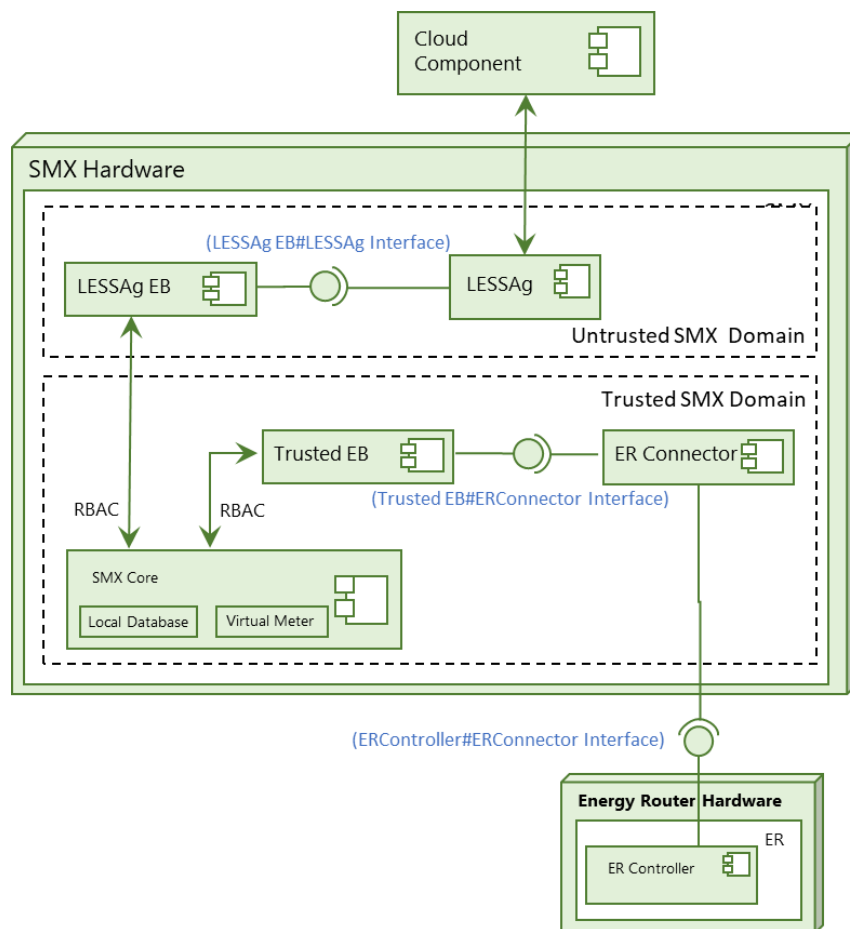 Cloud
Component
SMX Hardware
(LESSAg EB#LESSAg Interface)
LESSAg EB
LESSAg
Untrusted SMX Domain
Trusted SMX Domain
Trusted EB
ER Connector
(Trusted EB#ERConnector Interface)
RBAC
RBAC
SMX Core
Local Database
Virtual Meter
(ERController#ERConnector Interface)
Energy Router Hardware
ER
ER Controller